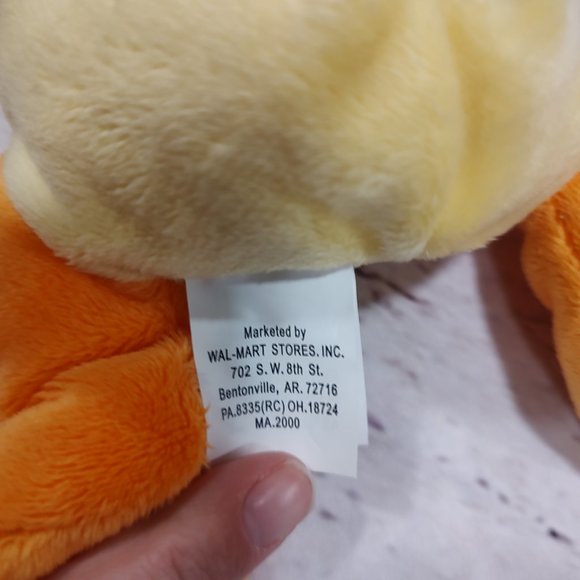 Marketed by
WAL-MART STORES, INC.
702 S.W. 8th St.
Bentonville, AR. 72716
PA.8335(RC) OH.18724
MA.2000